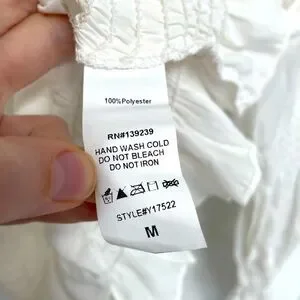 100%Polyester
RN#139239
HAND WASH COLD
DO NOT BLEACH
DO NOT IRON
STYLE#Y17522
M